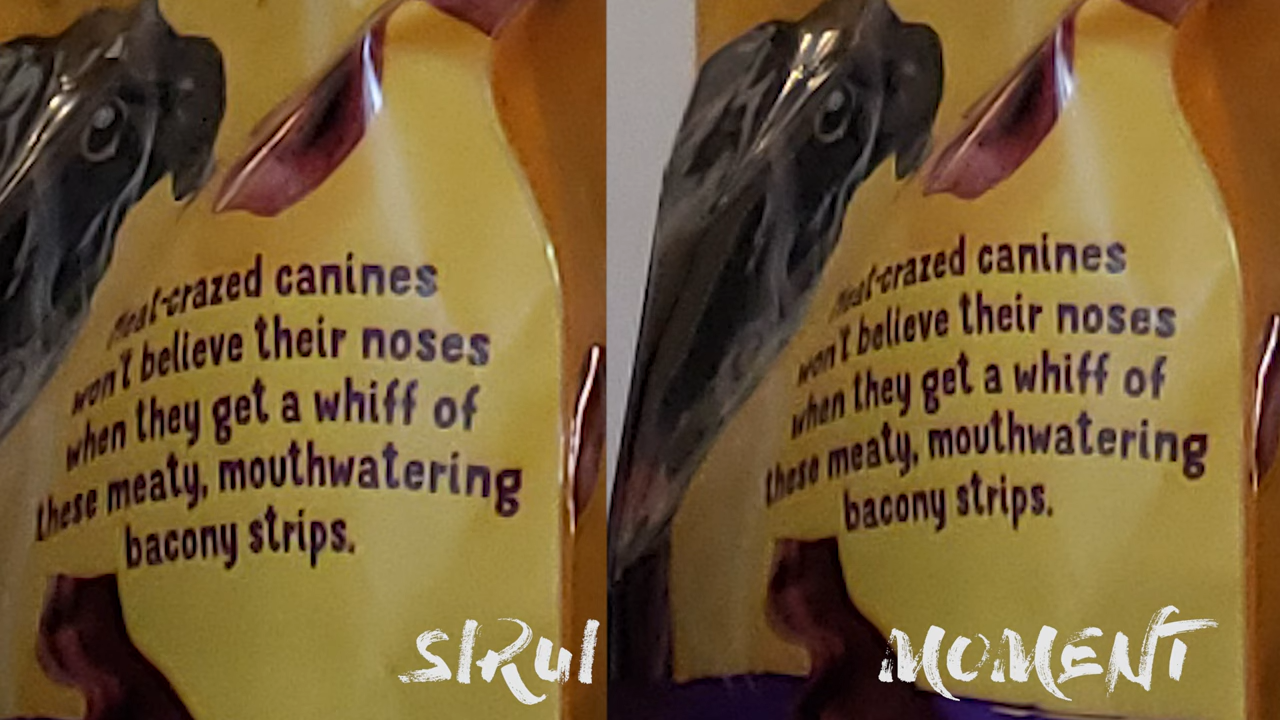 Meat-crazed canines
won't believe their noses
when they get a whiff of
these meaty, mouthwatering
bacony strips.
SIRUI
Meat-crazed canines
won't believe their noses
when they get a whiff of
these meaty, mouthwatering
bacony strips.
MOMENT